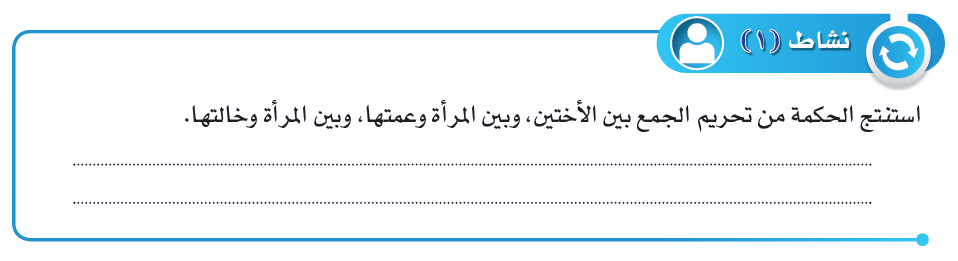 نشاط (١)
استنتج الحكمة من تحريم الجمع بين الأختين، وبين المرأة وعمتها، وبين المرأة وخالتها.